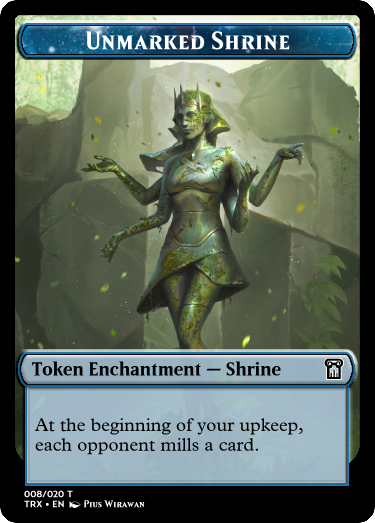 Unmarked Shrine
Token Enchantment — Shrine
At the beginning of your upkeep,
each opponent mills a card.
008/020 T
TRX • EN Pius Wirawan